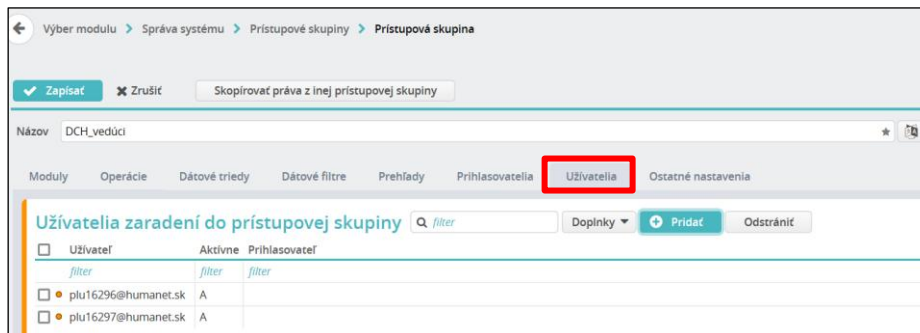 Výber modulu > Správa systému > Prístupové skupiny > Prístupová skupina
Zapísať Zrušiť Skopírovať práva z inej prístupovej skupiny
Názov DCH_vedúci
Moduly Operácie Dátové triedy Dátové filtre Prehľady Prihlasovatelia Užívatelia Ostatné nastavenia
Užívatelia zaradení do prístupovej skupiny filter Doplnky Pridať Odstrániť
Užívateľ Aktívne Prihlasovateľ
filter filter filter
plu16296@humanet.sk A
plu16297@humanet.sk A